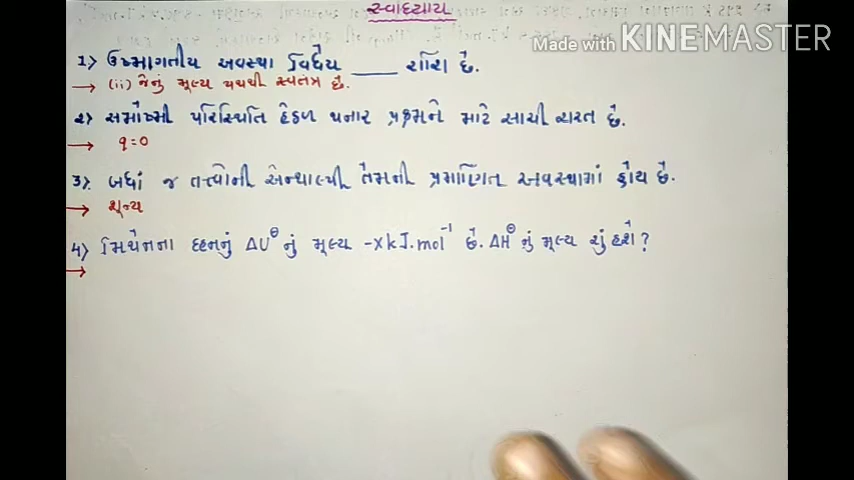 સ્વાધ્યાય
Made with KINEMASTER
1) ઉષ્માગતીય અવસ્થા વિધેય ____ રાશિ છે.
→ (ii) જેનું મૂલ્ય પથથી સ્વતંત્ર છે.
2) સમોષ્મી પરિસ્થિતિ હેઠળ થનાર પ્રક્રમને માટે સાચી શરત છે.
→ q = 0
3) બધાં જ તત્ત્વોની એન્થાલ્પી તેમની પ્રમાણિત અવસ્થામાં હોય છે.
→ શૂન્ય
4) મિથેનના દહનનું ΔU⊖ નું મૂલ્ય -X kJ.mol⁻¹ છે. ΔH⊖ નું મૂલ્ય શું હશે?
→